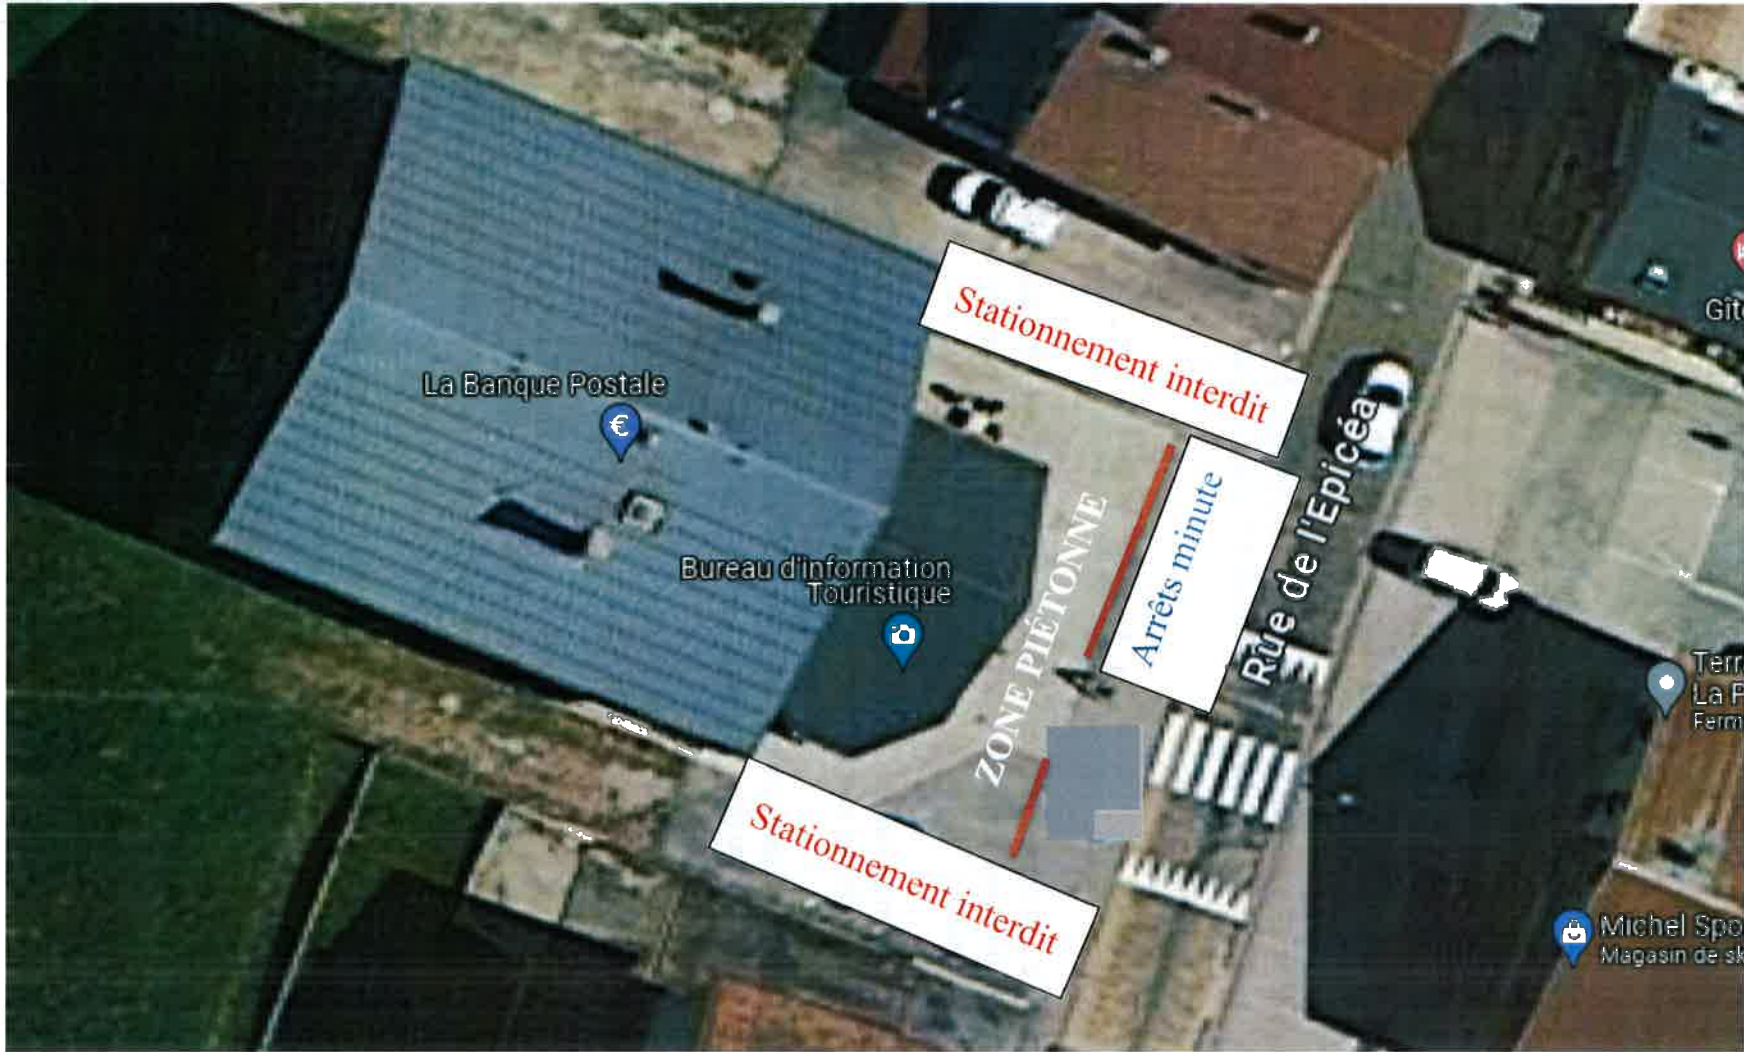 Gîte
Stationnement interdit
La Banque Postale
€
Arrêts minute
Rue de l'Epicéa
ZONE PIÉTONNE
Bureau d'information
Touristique
Terr
La P
Ferm
Stationnement interdit
Michel Spo
Magasin de sk